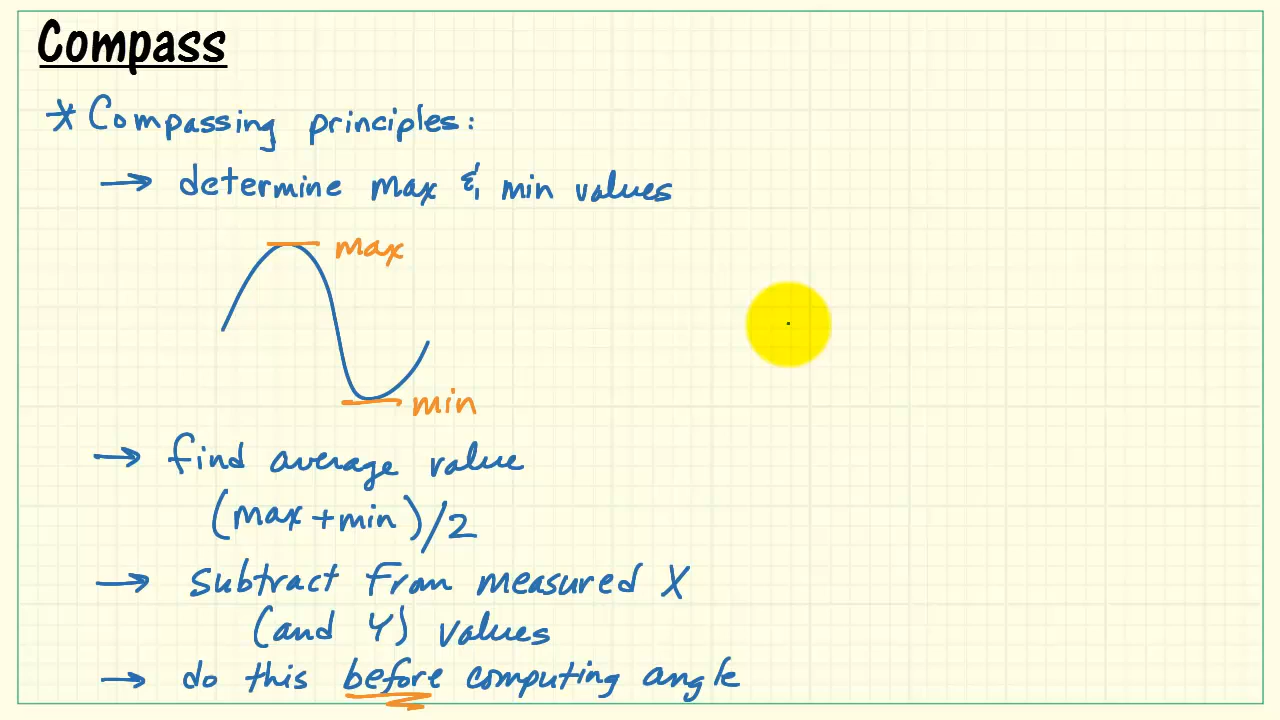 Compass
* Compassing principles:
→ determine max & min values
max
min
→ find average value
(max+min)/2
→ subtract from measured X
(and Y) values
→ do this before computing angle